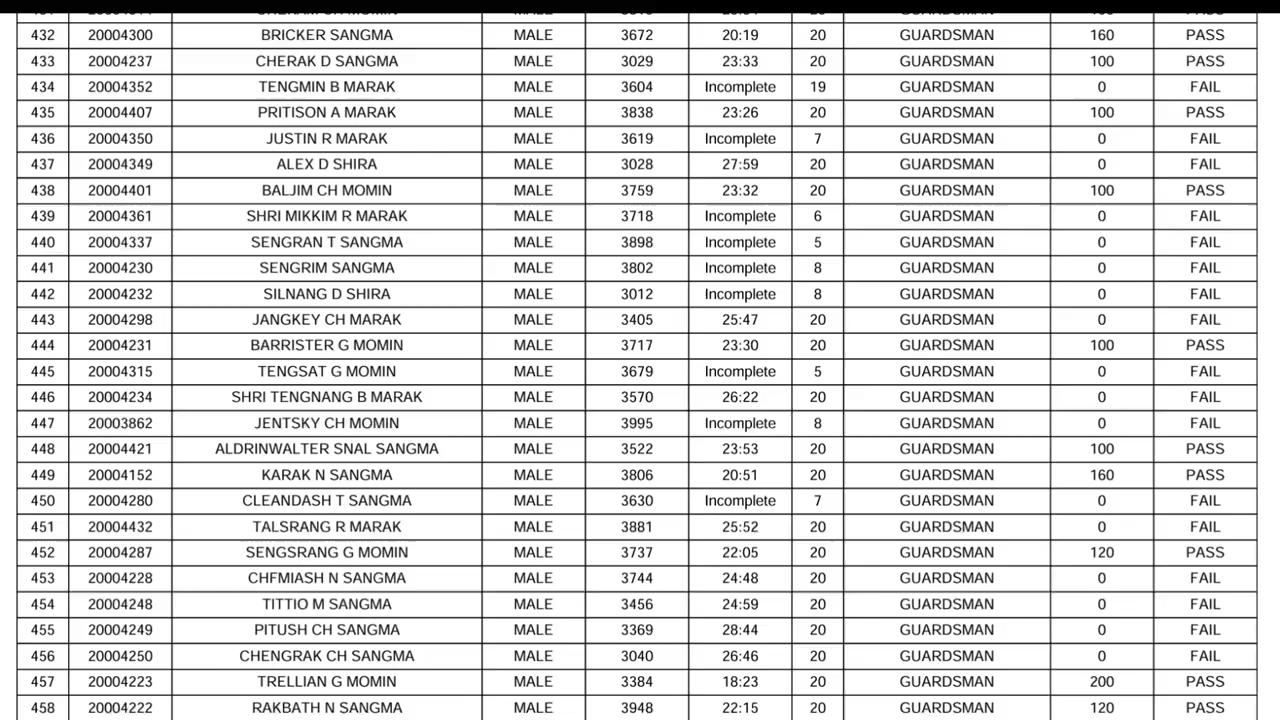 432 20004300 BRICKER SANGMA MALE 3672 20:19 20 GUARDSMAN 160 PASS
433 20004237 CHERAK D SANGMA MALE 3029 23:33 20 GUARDSMAN 100 PASS
434 20004352 TENGMIN B MARAK MALE 3604 Incomplete 19 GUARDSMAN 0 FAIL
435 20004407 PRITISON A MARAK MALE 3838 23:26 20 GUARDSMAN 100 PASS
436 20004350 JUSTIN R MARAK MALE 3619 Incomplete 7 GUARDSMAN 0 FAIL
437 20004349 ALEX D SHIRA MALE 3028 27:59 20 GUARDSMAN 0 FAIL
438 20004401 BALJIM CH MOMIN MALE 3759 23:32 20 GUARDSMAN 100 PASS
439 20004361 SHRI MIKKIM R MARAK MALE 3718 Incomplete 6 GUARDSMAN 0 FAIL
440 20004337 SENGRAN T SANGMA MALE 3898 Incomplete 5 GUARDSMAN 0 FAIL
441 20004230 SENGRIM SANGMA MALE 3802 Incomplete 8 GUARDSMAN 0 FAIL
442 20004232 SILNANG D SHIRA MALE 3012 Incomplete 8 GUARDSMAN 0 FAIL
443 20004298 JANGKEY CH MARAK MALE 3405 25:47 20 GUARDSMAN 0 FAIL
444 20004231 BARRISTER G MOMIN MALE 3717 23:30 20 GUARDSMAN 100 PASS
445 20004315 TENGSAT G MOMIN MALE 3679 Incomplete 5 GUARDSMAN 0 FAIL
446 20004234 SHRI TENGNANG B MARAK MALE 3570 26:22 20 GUARDSMAN 0 FAIL
447 20003862 JENTSKY CH MOMIN MALE 3995 Incomplete 8 GUARDSMAN 0 FAIL
448 20004421 ALDRINWALTER SNAL SANGMA MALE 3522 23:53 20 GUARDSMAN 100 PASS
449 20004152 KARAK N SANGMA MALE 3806 20:51 20 GUARDSMAN 160 PASS
450 20004280 CLEANDASH T SANGMA MALE 3630 Incomplete 7 GUARDSMAN 0 FAIL
451 20004432 TALSRANG R MARAK MALE 3881 25:52 20 GUARDSMAN 0 FAIL
452 20004287 SENGSRANG G MOMIN MALE 3737 22:05 20 GUARDSMAN 120 PASS
453 20004228 CHFMIASH N SANGMA MALE 3744 24:48 20 GUARDSMAN 0 FAIL
454 20004248 TITTIO M SANGMA MALE 3456 24:59 20 GUARDSMAN 0 FAIL
455 20004249 PITUSH CH SANGMA MALE 3369 28:44 20 GUARDSMAN 0 FAIL
456 20004250 CHENGRAK CH SANGMA MALE 3040 26:46 20 GUARDSMAN 0 FAIL
457 20004223 TRELLIAN G MOMIN MALE 3384 18:23 20 GUARDSMAN 200 PASS
458 20004222 RAKBATH N SANGMA MALE 3948 22:15 20 GUARDSMAN 120 PASS